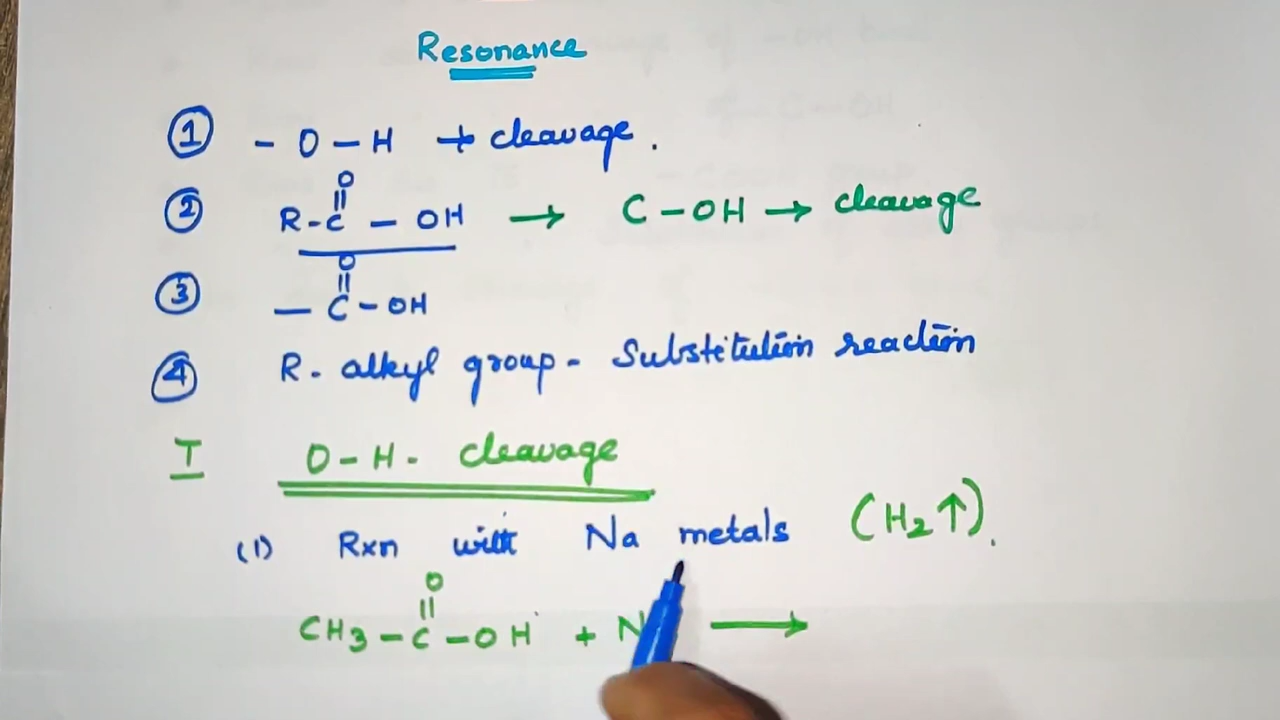 Resonance
① - O - H → cleavage.
O
||
② R - C - OH → C - OH → cleavage
O
||
③ - C - OH
④ R - alkyl group - Substitution reaction
I O - H - cleavage
(1) Rxn with Na metals (H2↑).
O
||
CH3 - C - OH + N →